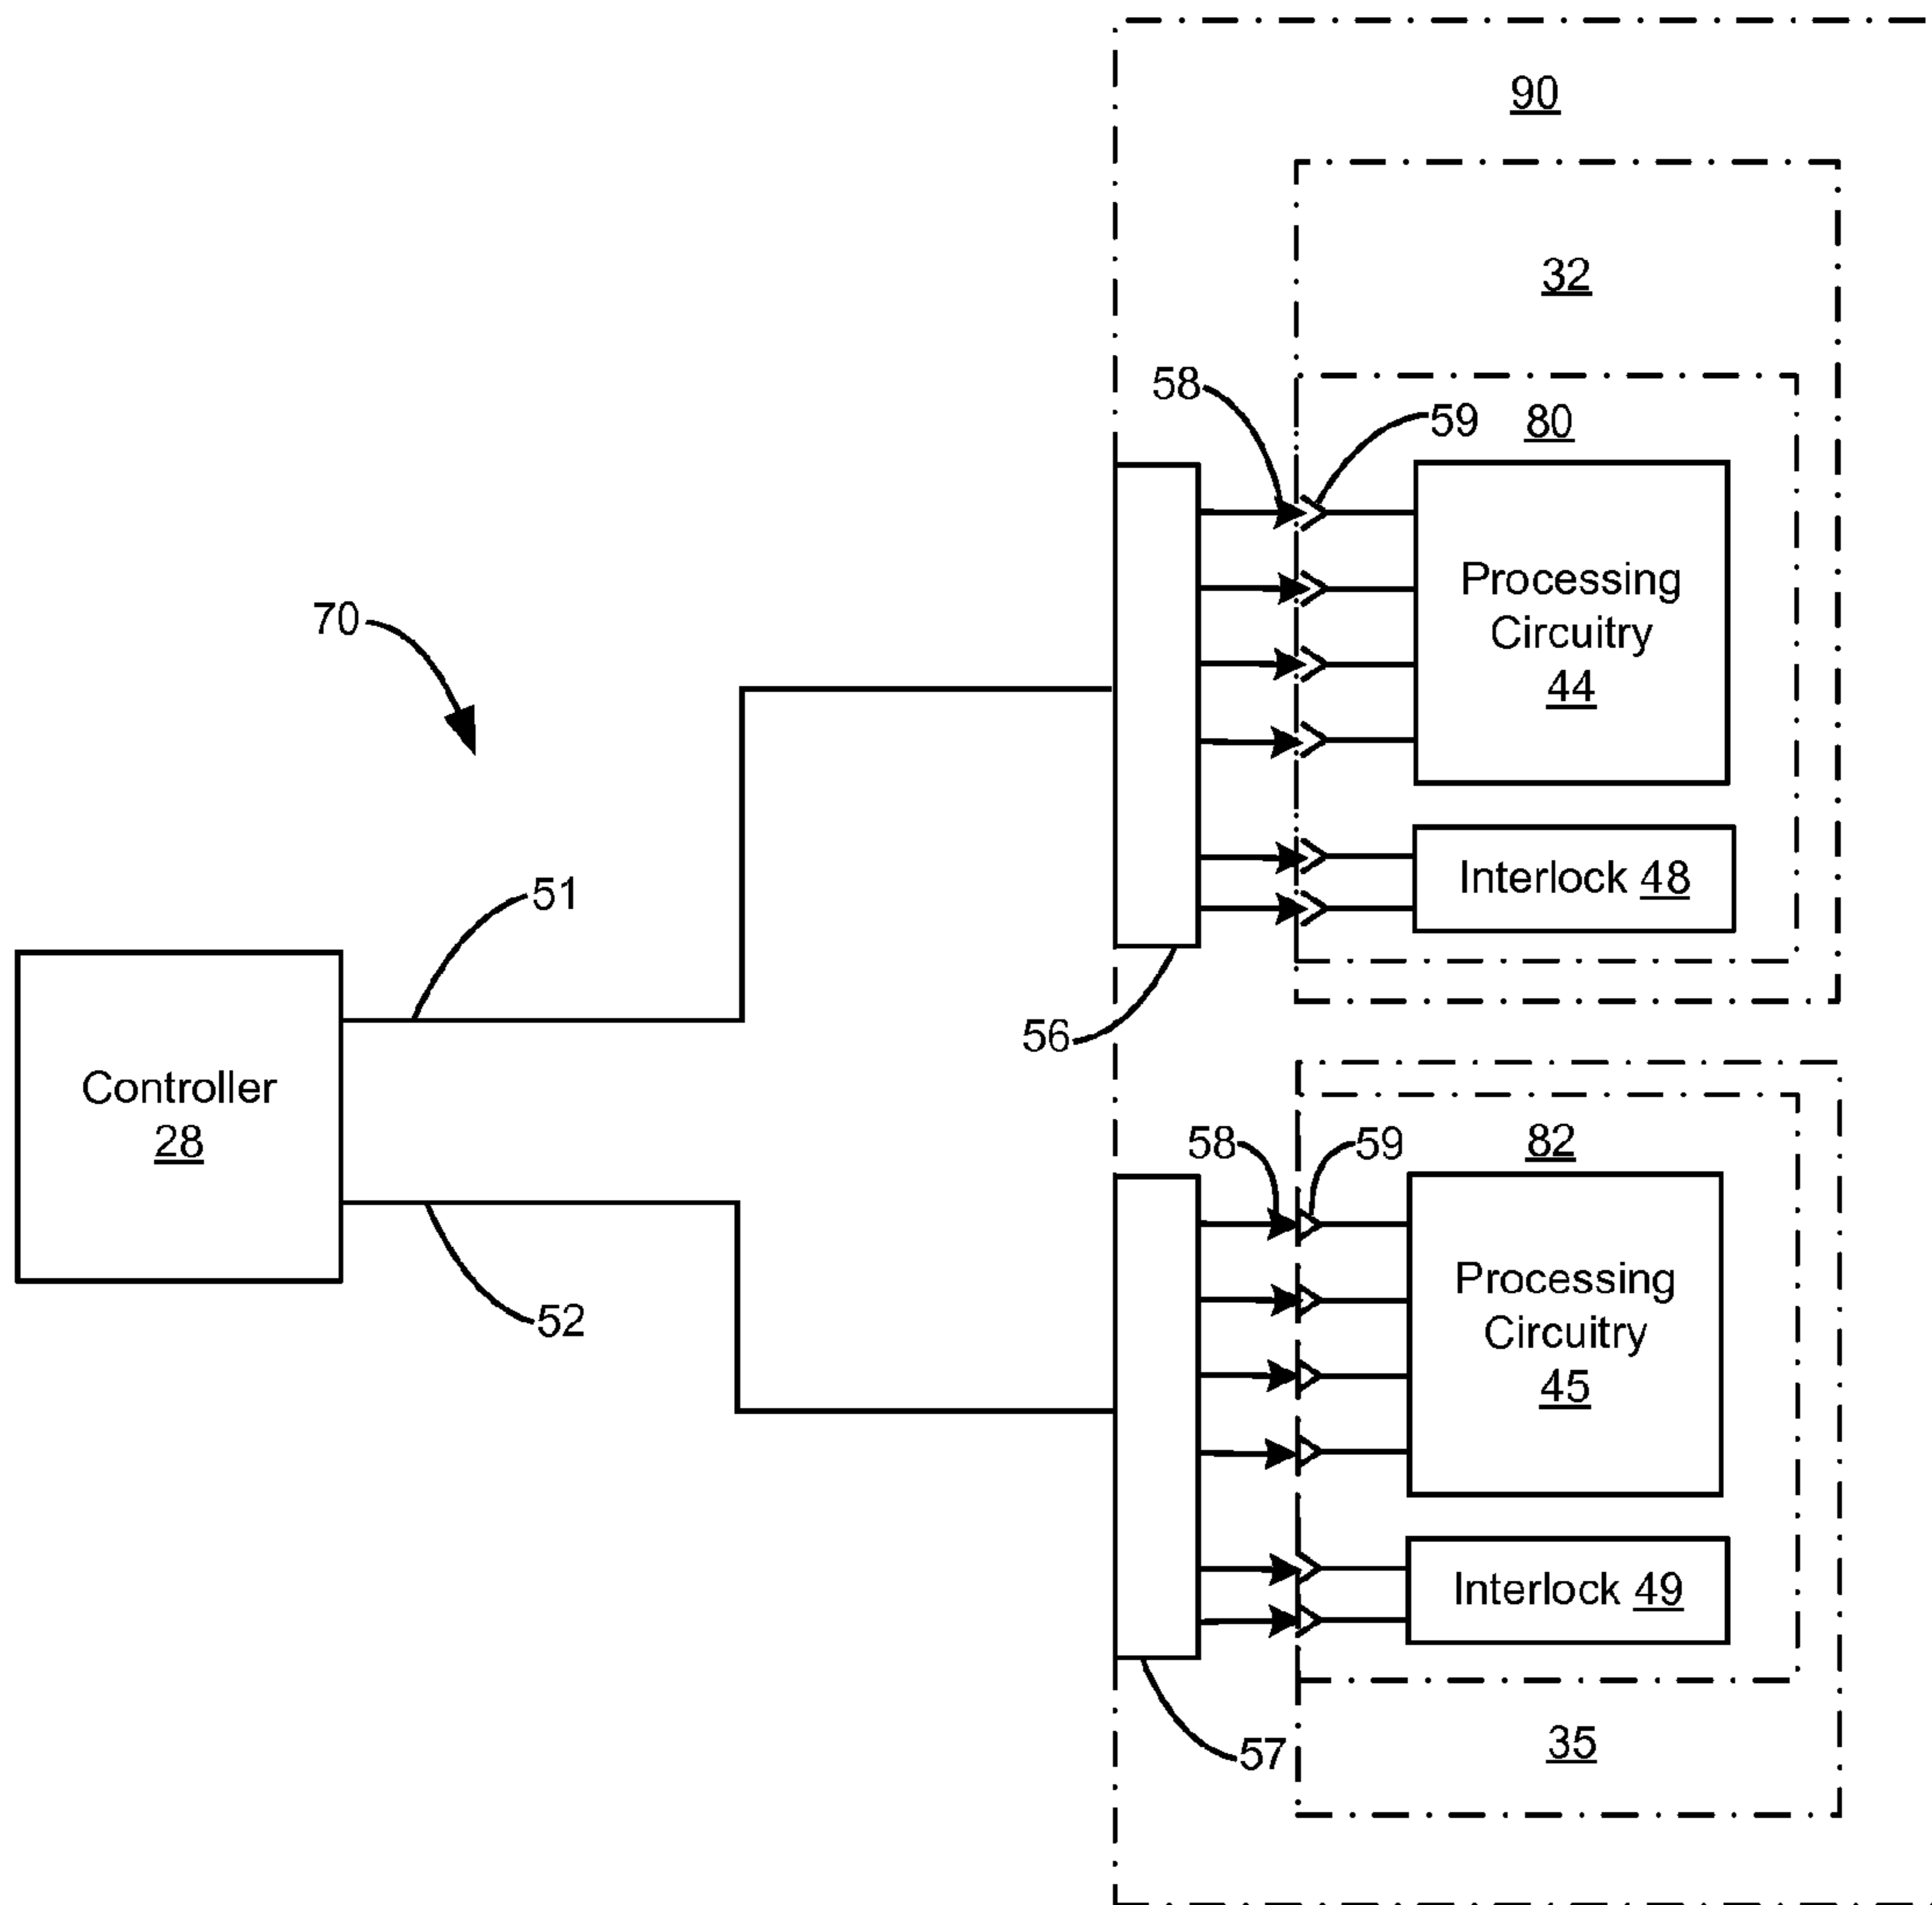 90
32
58
59
80
Processing
Circuitry
44
70
Interlock 48
51
56
Controller
28
58
59
82
Processing
Circuitry
45
52
Interlock 49
57
35